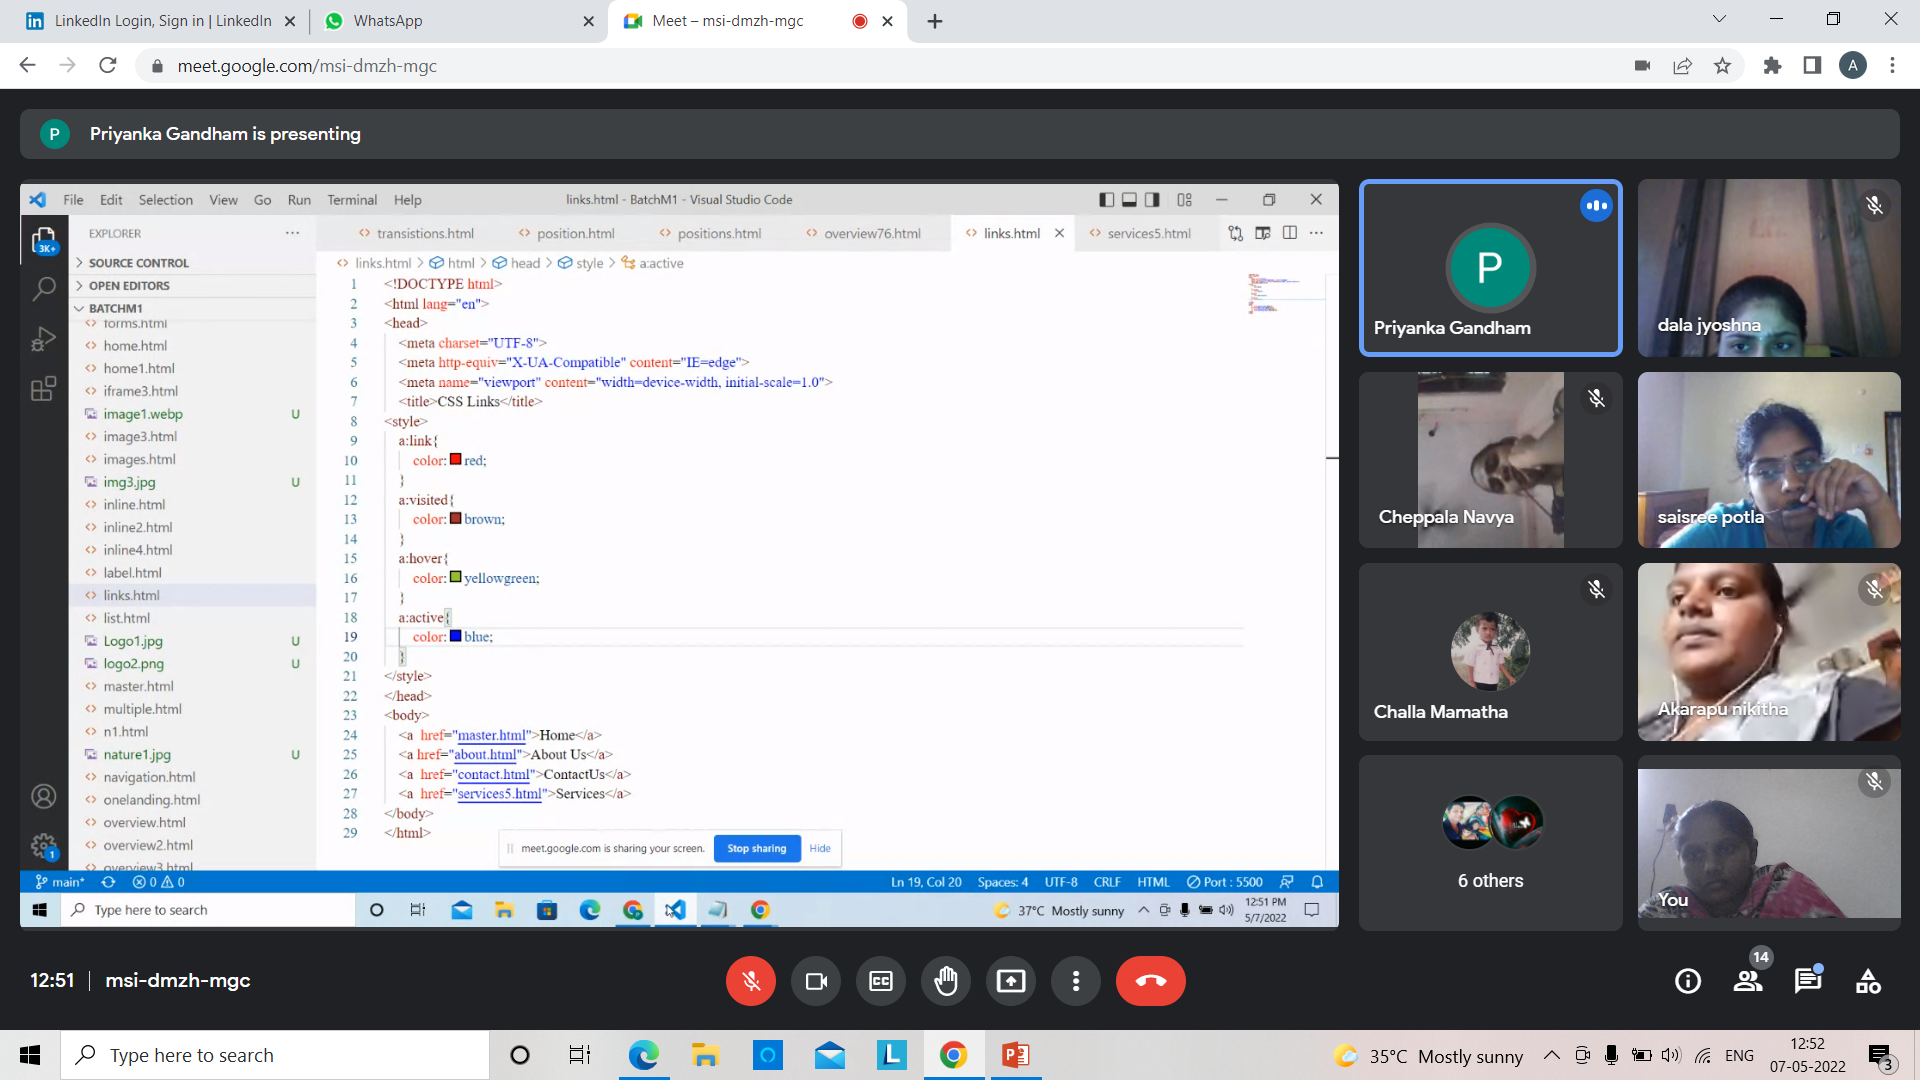 LinkedIn Login, Sign in | LinkedIn
WhatsApp
Meet – msi-dmzh-mgc
meet.google.com/msi-dmzh-mgc
A
P
Priyanka Gandham is presenting
File Edit Selection View Go Run Terminal Help
links.html - BatchM1 - Visual Studio Code
EXPLORER
transistions.html
position.html
positions.html
overview76.html
links.html
services5.html
3K+
SOURCE CONTROL
OPEN EDITORS
BATCHM1
forms.html
home.html
home1.html
iframe3.html
image1.webp U
image3.html
images.html
img3.jpg U
inline.html
inline2.html
inline4.html
label.html
links.html
list.html
Logo1.jpg U
logo2.png U
master.html
multiple.html
n1.html
nature1.jpg U
navigation.html
onelanding.html
overview.html
overview2.html
overview3.html
1
links.html > html > head > style > a:active
1 <!DOCTYPE html>
2 <html lang="en">
3 <head>
4 <meta charset="UTF-8">
5 <meta http-equiv="X-UA-Compatible" content="IE=edge">
6 <meta name="viewport" content="width=device-width, initial-scale=1.0">
7 <title>CSS Links</title>
8 <style>
9 a:link{
10 color: red;
11 }
12 a:visited{
13 color: brown;
14 }
15 a:hover{
16 color: yellowgreen;
17 }
18 a:active{
19 color: blue;
20 }
21 </style>
22 </head>
23 <body>
24 <a  href="master.html">Home</a>
25 <a href="about.html">About Us</a>
26 <a  href="contact.html">ContactUs</a>
27 <a  href="services5.html">Services</a>
28 </body>
29 </html>
meet.google.com is sharing your screen. Stop sharing Hide
main* 0 0
Ln 19, Col 20 Spaces: 4 UTF-8 CRLF HTML Port : 5500
Type here to search
37°C Mostly sunny
12:51 PM
5/7/2022
P
Priyanka Gandham
dala jyoshna
Cheppala Navya
saisree potla
Challa Mamatha
Akarapu nikitha
6 others
You
12:51 | msi-dmzh-mgc
CC
14
Type here to search
L
35°C Mostly sunny
ENG
12:52
07-05-2022
3